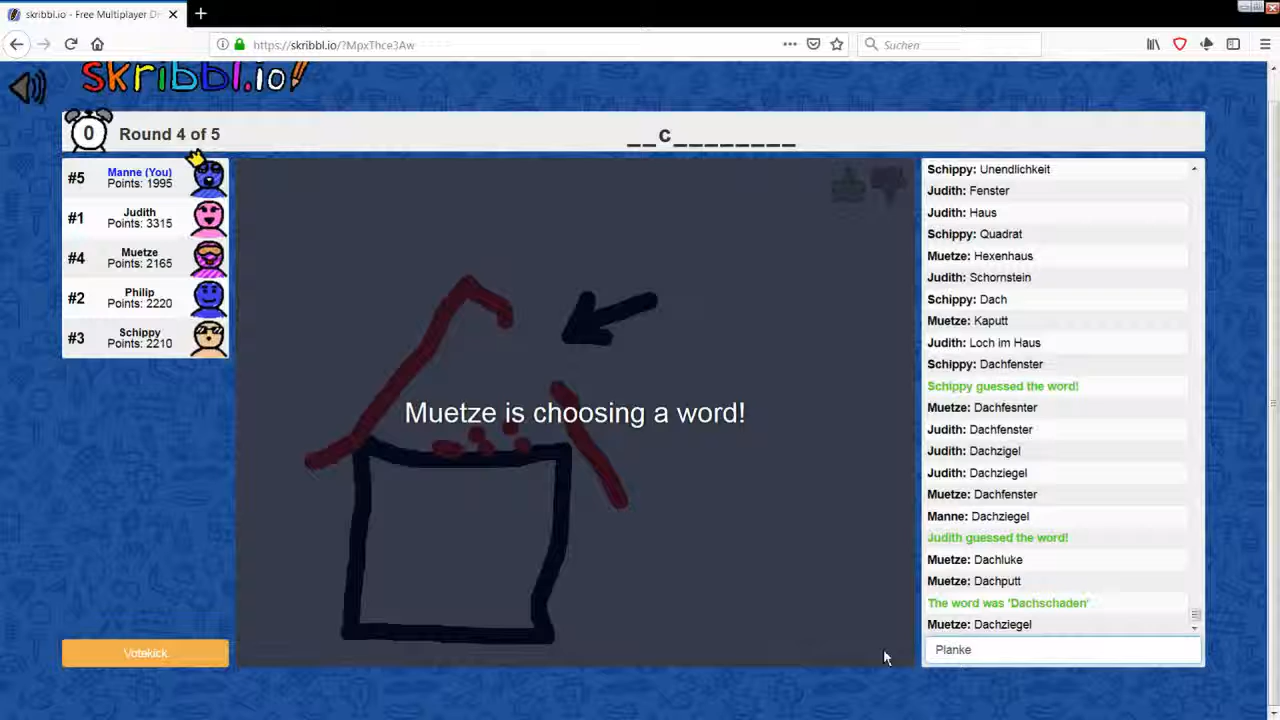 skribbl.io - Free Multiplayer Dr
https://skribbl.io/?MpxThce3Aw
Suchen
skribbl.io!
0
Round 4 of 5
__c________
#5
Manne (You)
Points: 1995
#1
Judith
Points: 3315
#4
Muetze
Points: 2165
#2
Philip
Points: 2220
#3
Schippy
Points: 2210
Votekick
Muetze is choosing a word!
Schippy: Unendlichkeit
Judith: Fenster
Judith: Haus
Schippy: Quadrat
Muetze: Hexenhaus
Judith: Schornstein
Schippy: Dach
Muetze: Kaputt
Judith: Loch im Haus
Schippy: Dachfenster
Schippy guessed the word!
Muetze: Dachfesnter
Judith: Dachfenster
Judith: Dachzigel
Judith: Dachziegel
Muetze: Dachfenster
Manne: Dachziegel
Judith guessed the word!
Muetze: Dachluke
Muetze: Dachputt
The word was 'Dachschaden'
Muetze: Dachziegel
Planke